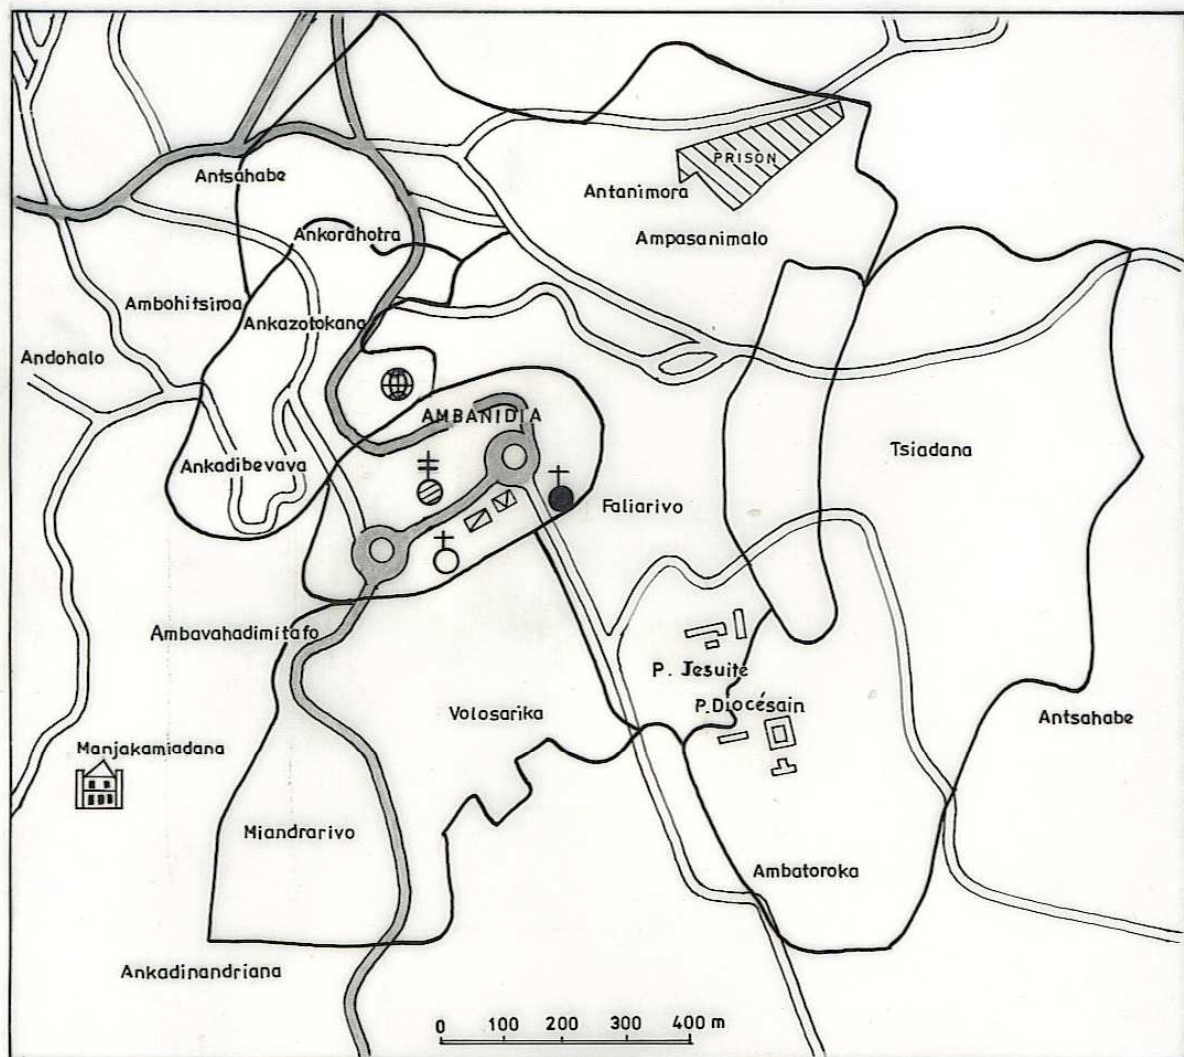 PRISON
Antsahabe
Antanimora
Ankorahotra
Ampasanimalo
Ambohitsiroa
Ankazotokana
Andohalo
AMBANIDIA
Tsiadana
Ankadibevava
Faliarivo
Ambavahadimitafo
P. Jesuite
P. Diocésain
Volosarika
Antsahabe
Manjakamiadana
Miandrarivo
Ambatoroka
Ankadinandriana
0 100 200 300 400 m